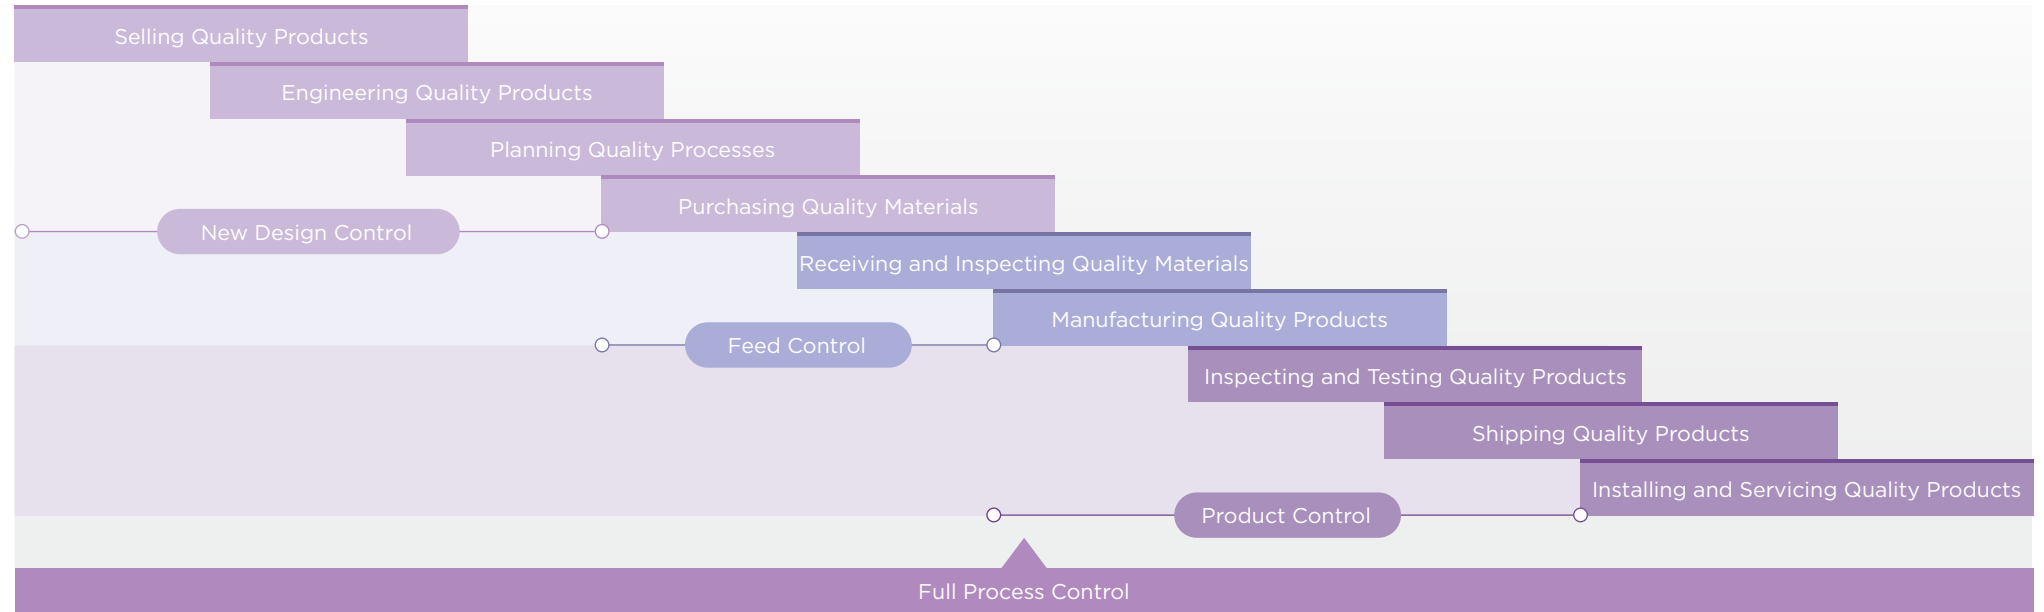 Selling Quality Products
Engineering Quality Products
Planning Quality Processes
Purchasing Quality Materials
New Design Control
Receiving and Inspecting Quality Materials
Manufacturing Quality Products
Feed Control
Inspecting and Testing Quality Products
Shipping Quality Products
Installing and Servicing Quality Products
Product Control
Full Process Control